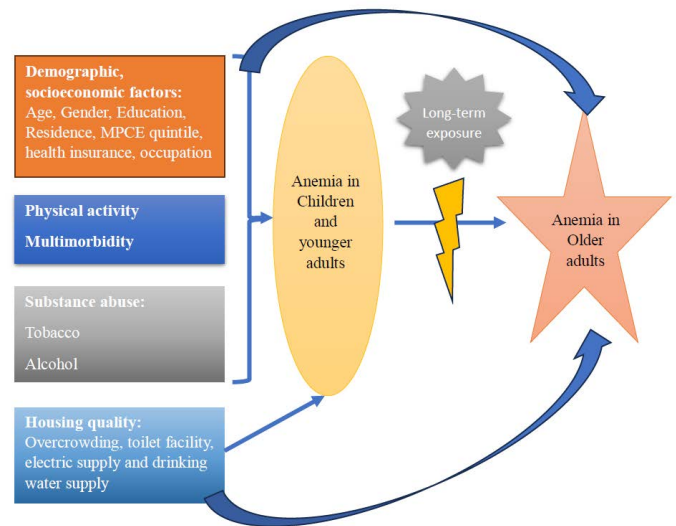 Demographic,
socioeconomic factors:
Age, Gender, Education,
Residence, MPCE quintile,
health insurance, occupation
Physical activity
Multimorbidity
Substance abuse:
Tobacco
Alcohol
Housing quality:
Overcrowding, toilet facility,
electric supply and drinking
water supply
Anemia in
Children
and
younger
adults
Long-term
exposure
Anemia in
Older
adults